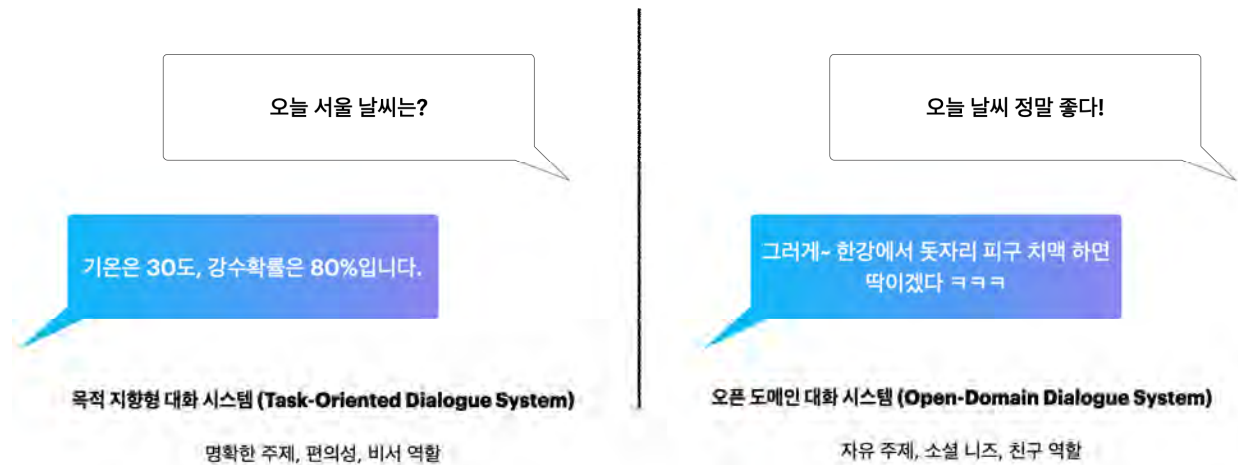 오늘 서울 날씨는?
기온은 30도, 강수확률은 80%입니다.
목적 지향형 대화 시스템 (Task-Oriented Dialogue System)
명확한 주제, 편의성, 비서 역할
오늘 날씨 정말 좋다!
그러게~ 한강에서 돗자리 피구 치맥 하면
딱이겠다 ㅋㅋㅋ
오픈 도메인 대화 시스템 (Open-Domain Dialogue System)
자유 주제, 소셜 니즈, 친구 역할